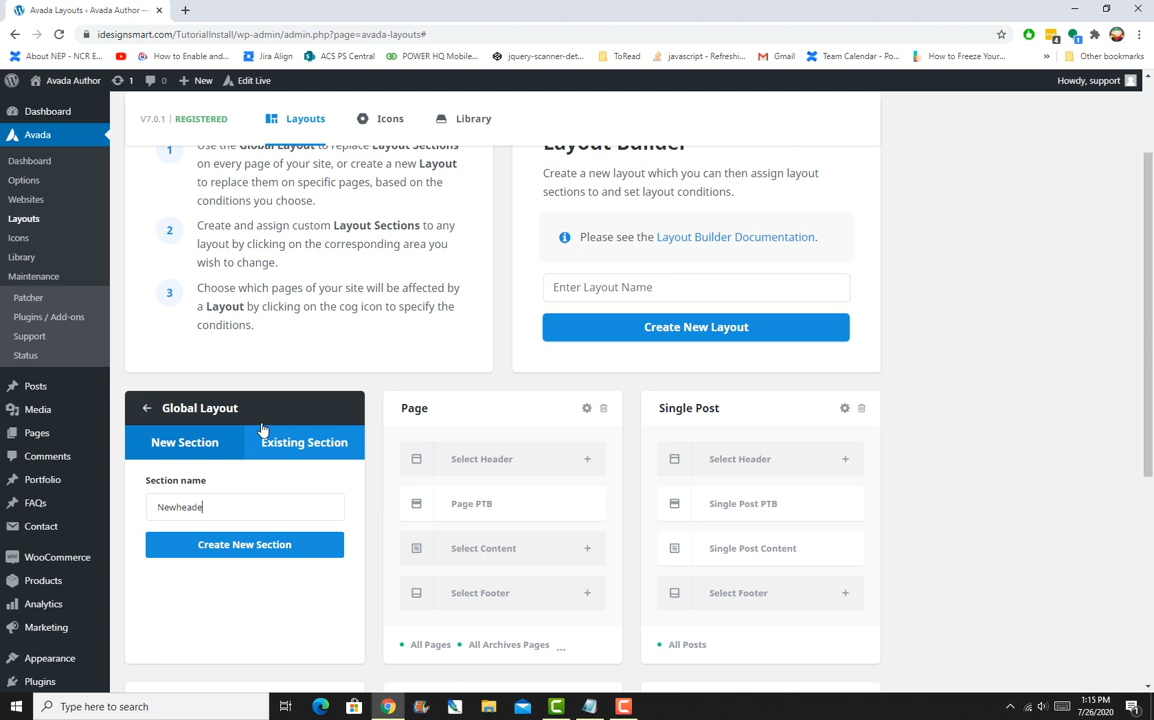 Avada Layouts ‹ Avada Author —
idesignsmart.com/TutorialInstall/wp-admin/admin.php?page=avada-layouts#
About NEP - NCR E...
How to Enable and...
Jira Align
ACS PS Central
POWER HQ Mobile...
jquery-scanner-det...
ToRead
javascript - Refreshi...
Gmail
Team Calendar - Po...
How to Freeze Your...
»
Other bookmarks
Avada Author
1
0
+ New
Edit Live
Howdy, support
Dashboard
Avada
Dashboard
Options
Websites
Layouts
Icons
Library
Maintenance
Patcher
Plugins / Add-ons
Support
Status
Posts
Media
Pages
Comments
Portfolio
FAQs
Contact
WooCommerce
Products
Analytics
Marketing
Appearance
Plugins
V7.0.1 | REGISTERED
Layouts
Icons
Library
1
Use the Global Layout to replace Layout Sections
on every page of your site, or create a new Layout
to replace them on specific pages, based on the
conditions you choose.
2
Create and assign custom Layout Sections to any
layout by clicking on the corresponding area you
wish to change.
3
Choose which pages of your site will be affected by
a Layout by clicking on the cog icon to specify the
conditions.
Layout Builder
Create a new layout which you can then assign layout
sections to and set layout conditions.
Please see the Layout Builder Documentation.
Enter Layout Name
Create New Layout
Global Layout
New Section
Existing Section
Section name
Newheade
Create New Section
Page
Select Header +
Page PTB
Select Content +
Select Footer +
All Pages
All Archives Pages
...
Single Post
Select Header +
Single Post PTB
Single Post Content
Select Footer +
All Posts
Type here to search
1:15 PM
7/26/2020